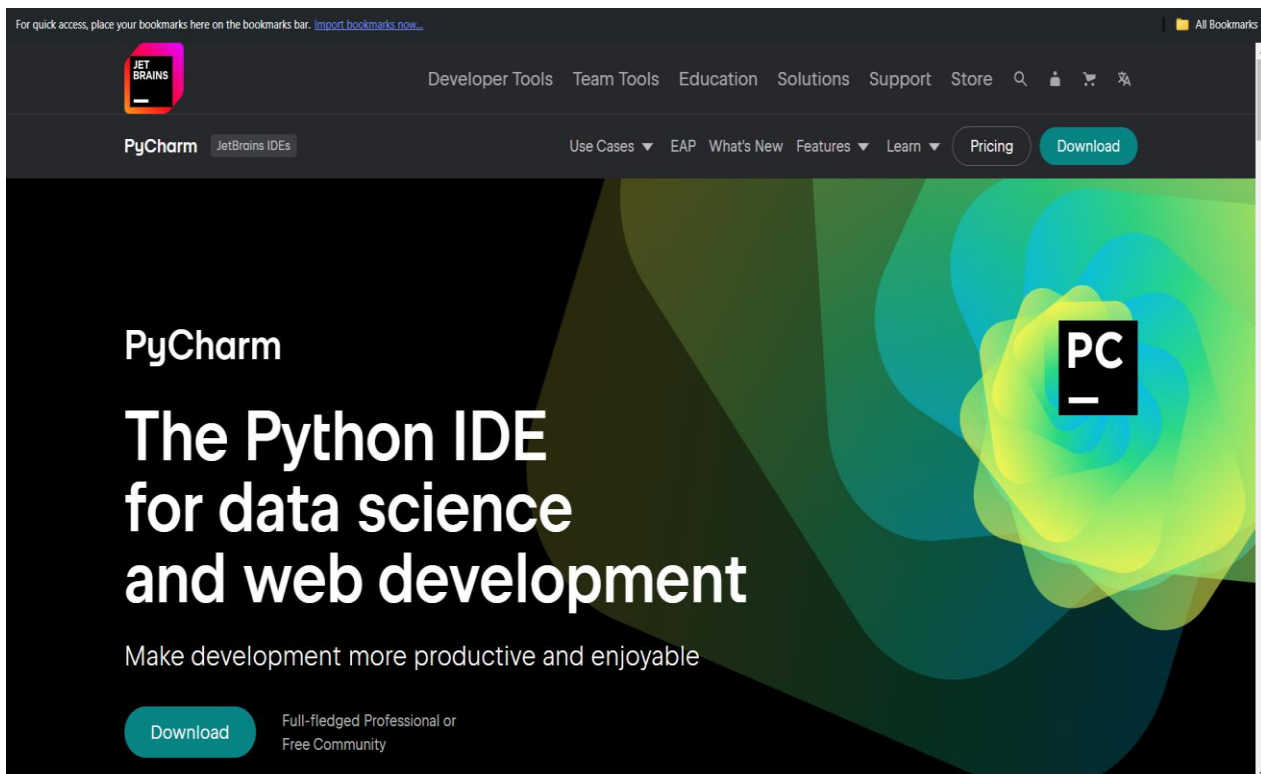 For quick access, place your bookmarks here on the bookmarks bar. Import bookmarks now...
All Bookmarks
JET
BRAINS
Developer Tools Team Tools Education Solutions Support Store
PyCharm JetBrains IDEs
Use Cases EAP What's New Features Learn Pricing Download
PyCharm
PC
The Python IDE
for data science
and web development
Make development more productive and enjoyable
Download
Full-fledged Professional or
Free Community